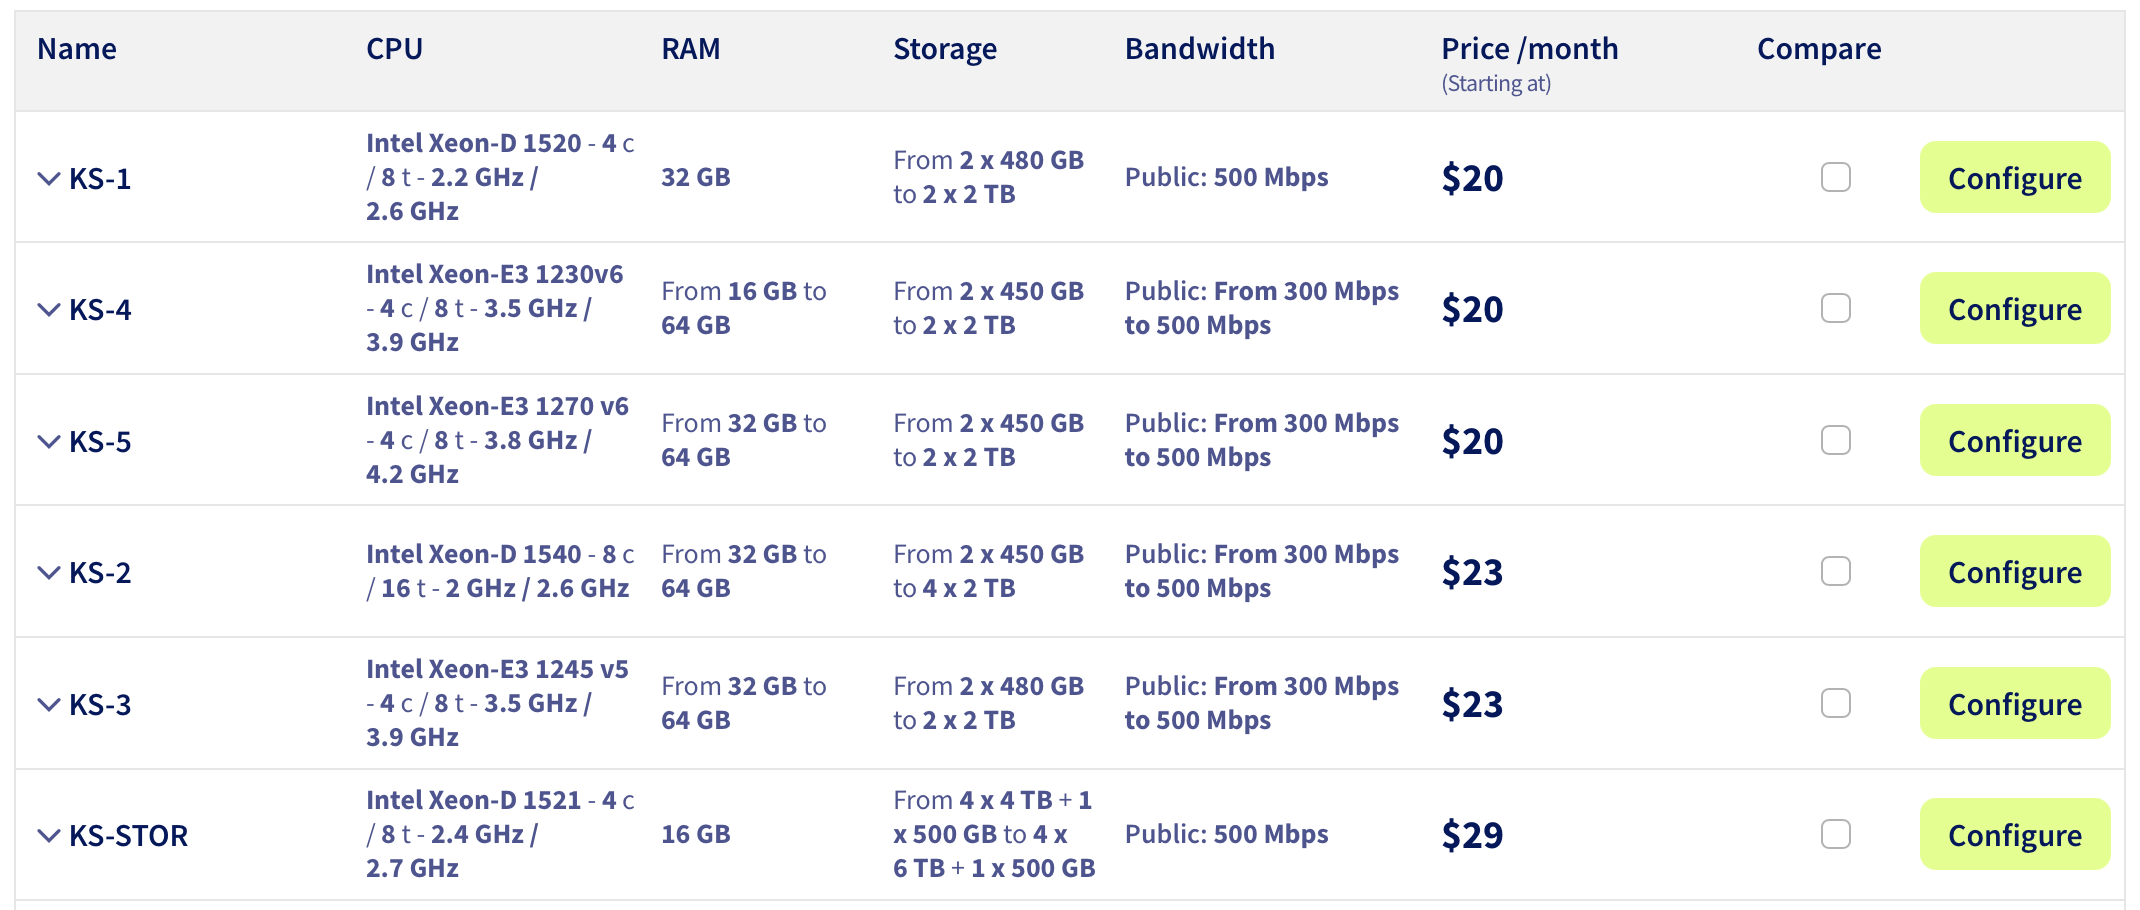 Name CPU RAM Storage Bandwidth Price /month Compare
(Starting at)
KS-1
Intel Xeon-D 1520 - 4 c
/ 8 t - 2.2 GHz /
2.6 GHz
32 GB
From 2 x 480 GB
to 2 x 2 TB
Public: 500 Mbps
$20
Configure
KS-4
Intel Xeon-E3 1230v6
- 4 c / 8 t - 3.5 GHz /
3.9 GHz
From 16 GB to
64 GB
From 2 x 450 GB
to 2 x 2 TB
Public: From 300 Mbps
to 500 Mbps
$20
Configure
KS-5
Intel Xeon-E3 1270 v6
- 4 c / 8 t - 3.8 GHz /
4.2 GHz
From 32 GB to
64 GB
From 2 x 450 GB
to 2 x 2 TB
Public: From 300 Mbps
to 500 Mbps
$20
Configure
KS-2
Intel Xeon-D 1540 - 8 c
/ 16 t - 2 GHz / 2.6 GHz
From 32 GB to
64 GB
From 2 x 450 GB
to 4 x 2 TB
Public: From 300 Mbps
to 500 Mbps
$23
Configure
KS-3
Intel Xeon-E3 1245 v5
- 4 c / 8 t - 3.5 GHz /
3.9 GHz
From 32 GB to
64 GB
From 2 x 480 GB
to 2 x 2 TB
Public: From 300 Mbps
to 500 Mbps
$23
Configure
KS-STOR
Intel Xeon-D 1521 - 4 c
/ 8 t - 2.4 GHz /
2.7 GHz
16 GB
From 4 x 4 TB + 1
x 500 GB to 4 x
6 TB + 1 x 500 GB
Public: 500 Mbps
$29
Configure